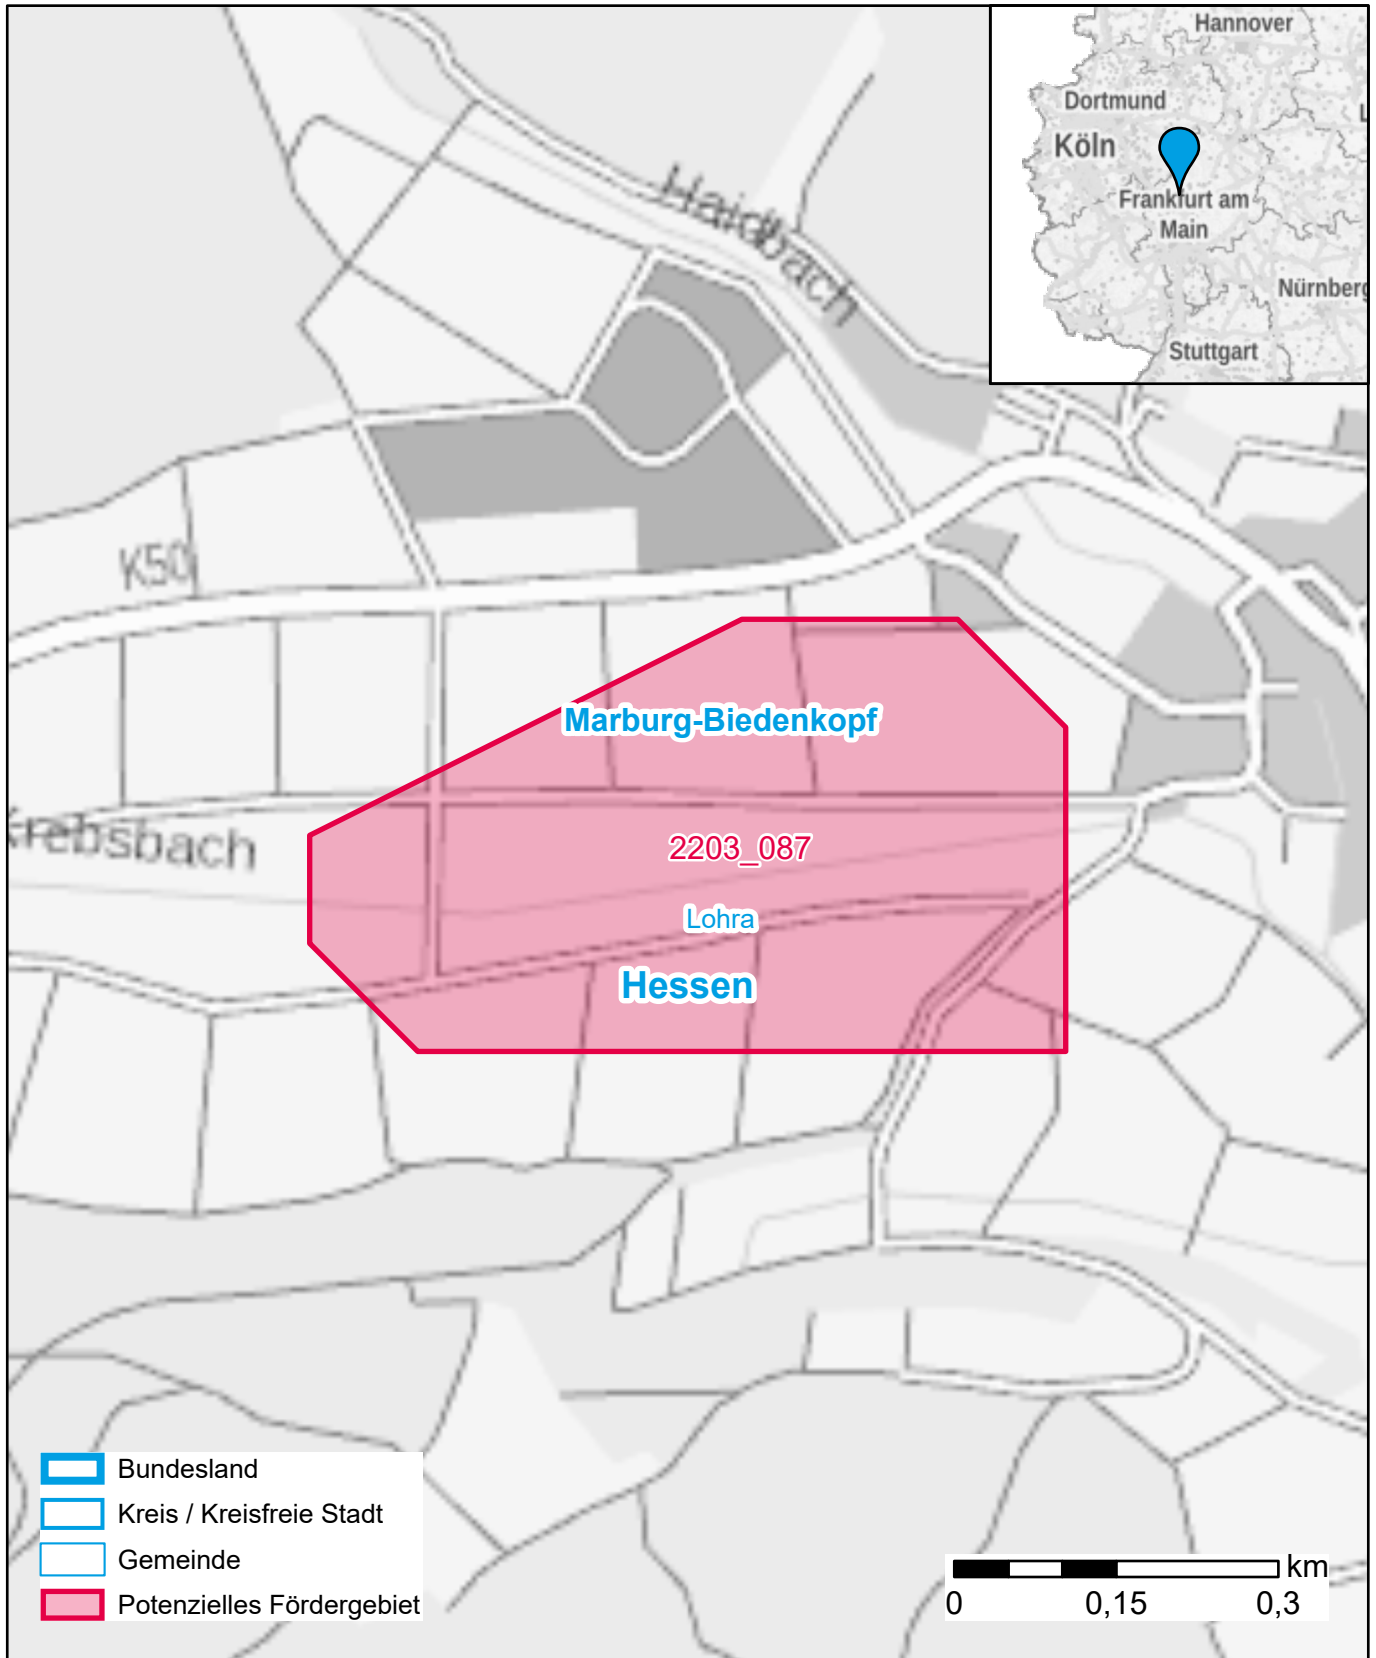 Hannover
Dortmund
Köln
Frankfurt am
Main
Nürnberg
Stuttgart
Haidbach
K50
Marburg-Biedenkopf
Krebsbach
2203_087
Lohra
Hessen
Bundesland
Kreis / Kreisfreie Stadt
Gemeinde
Potenzielles Fördergebiet
km
0 0,15 0,3